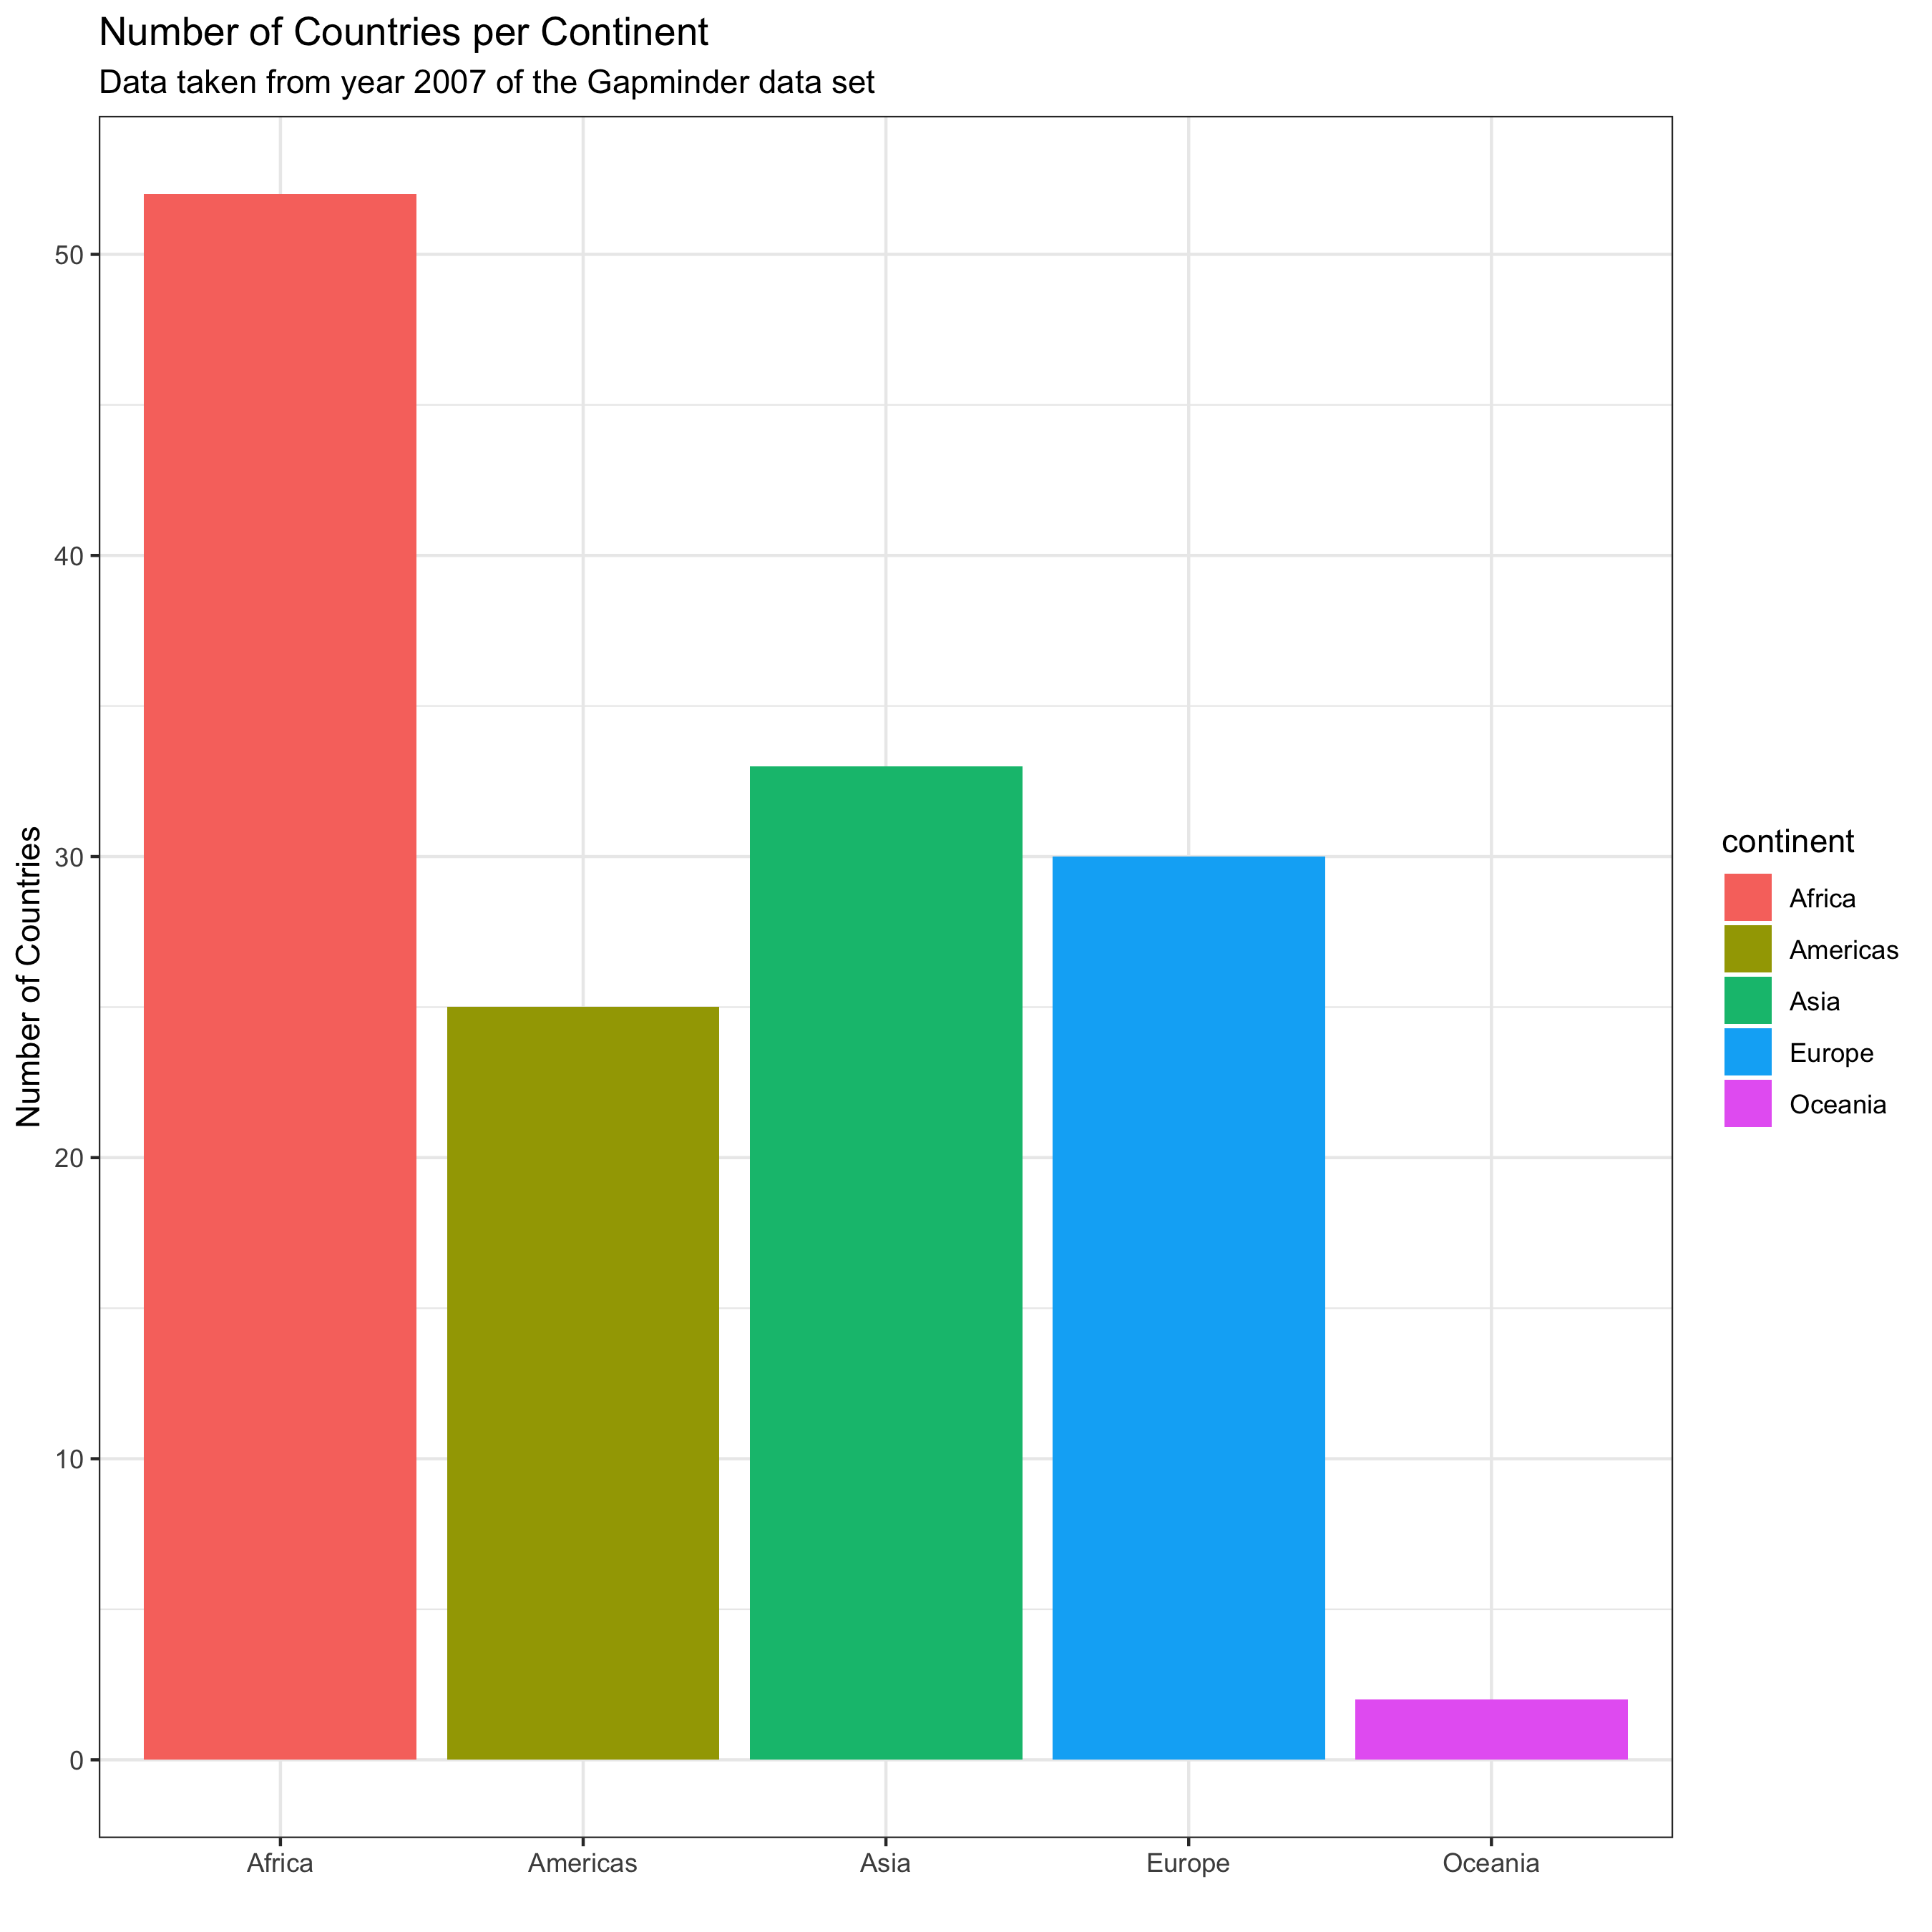 Number of Countries per Continent
Data taken from year 2007 of the Gapminder data set
Number of Countries
50
40
30
20
10
0
Africa
Americas
Asia
Europe
Oceania
continent
Africa
Americas
Asia
Europe
Oceania